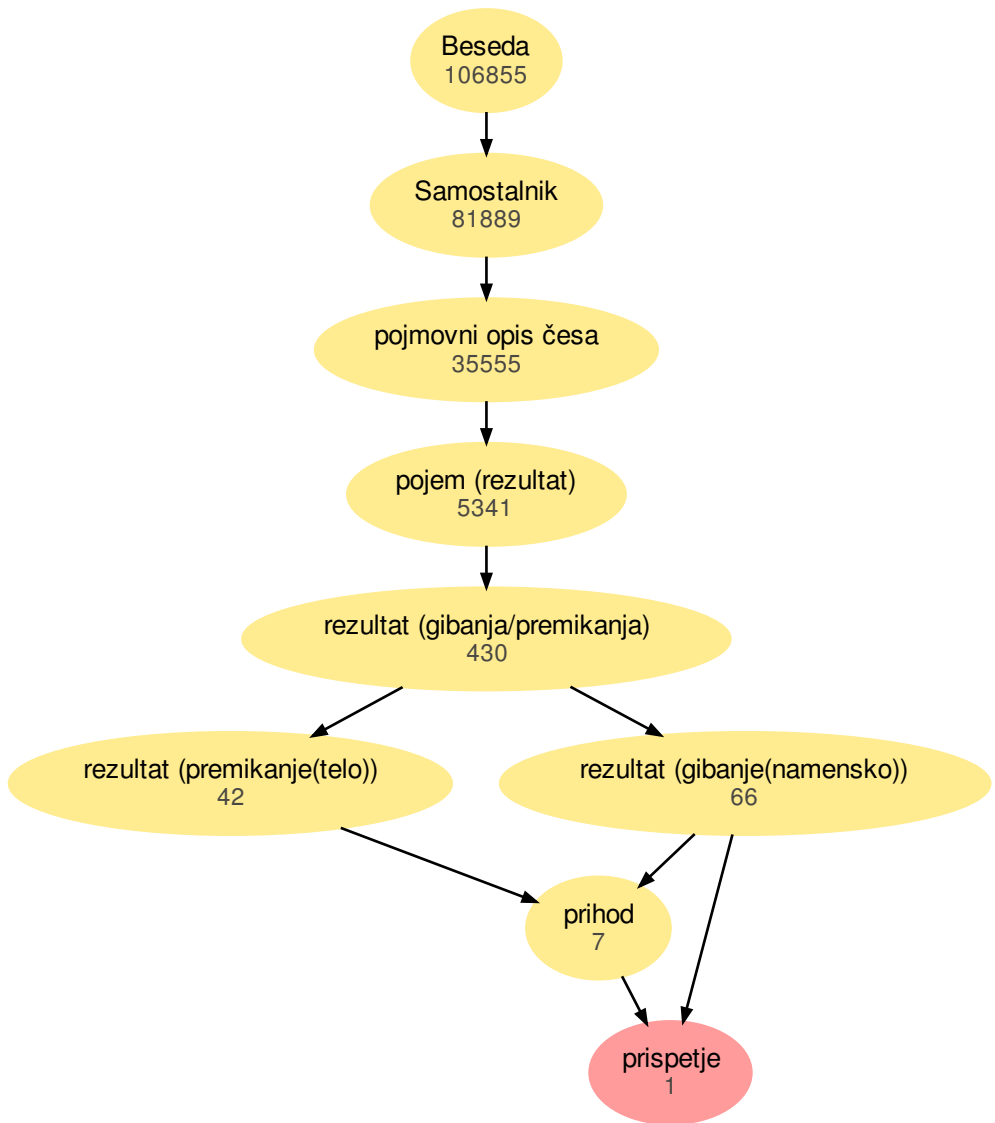 Beseda
106855
Samostalnik
81889
pojmovni opis česa
35555
pojem (rezultat)
5341
rezultat (gibanja/premikanja)
430
rezultat (premikanje(telo))
42
rezultat (gibanje(namensko))
66
prihod
7
prispetje
1